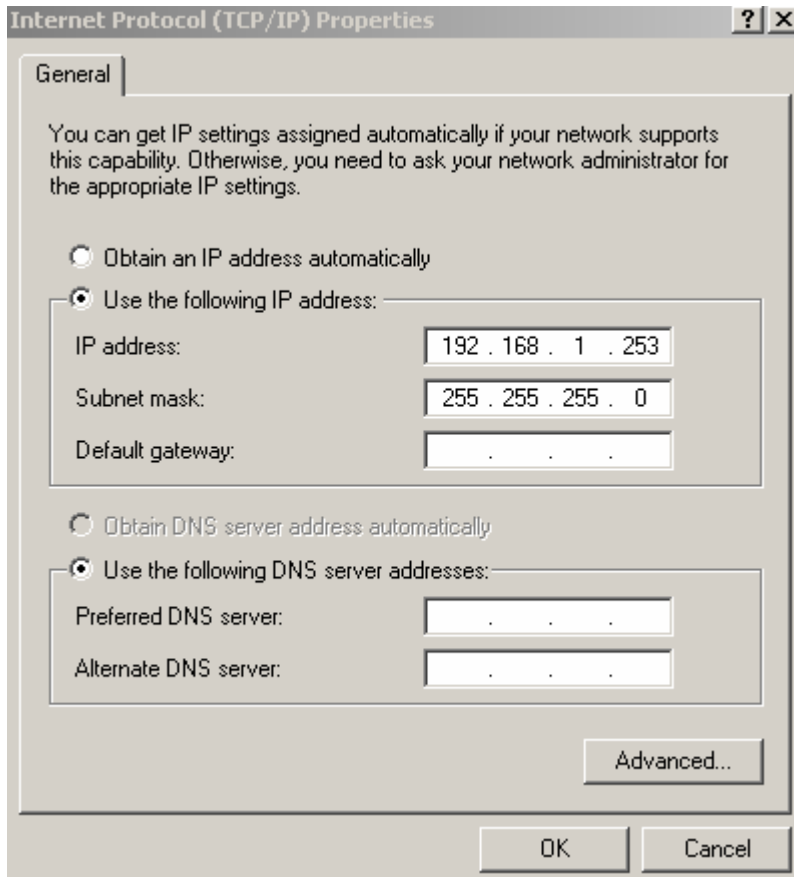 Internet Protocol (TCP/IP) Properties
General
You can get IP settings assigned automatically if your network supports
this capability. Otherwise, you need to ask your network administrator for
the appropriate IP settings.
Obtain an IP address automatically
Use the following IP address:
IP address: 192 . 168 . 1 . 253
Subnet mask: 255 . 255 . 255 . 0
Default gateway: . . .
Obtain DNS server address automatically
Use the following DNS server addresses:
Preferred DNS server: . . .
Alternate DNS server: . . .
Advanced...
OK Cancel